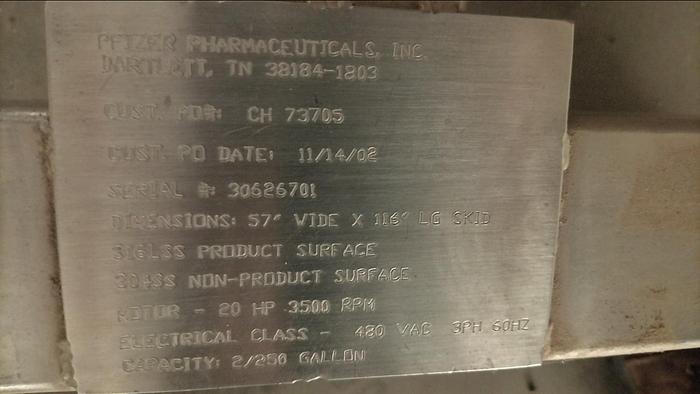 PFIZER PHARMACEUTICALS, INC.
BARTLETT, TN 38184-1803
CUST. PO#: CH 73705
CUST. PO DATE: 11/14/02
SERIAL #: 30626701
DIMENSIONS: 57" WIDE X 116" LG SKID
316LSS PRODUCT SURFACE
304SS NON-PRODUCT SURFACE
MOTOR - 20 HP 3500 RPM
ELECTRICAL CLASS - 480 VAC 3PH 60HZ
CAPACITY: 2/250 GALLON